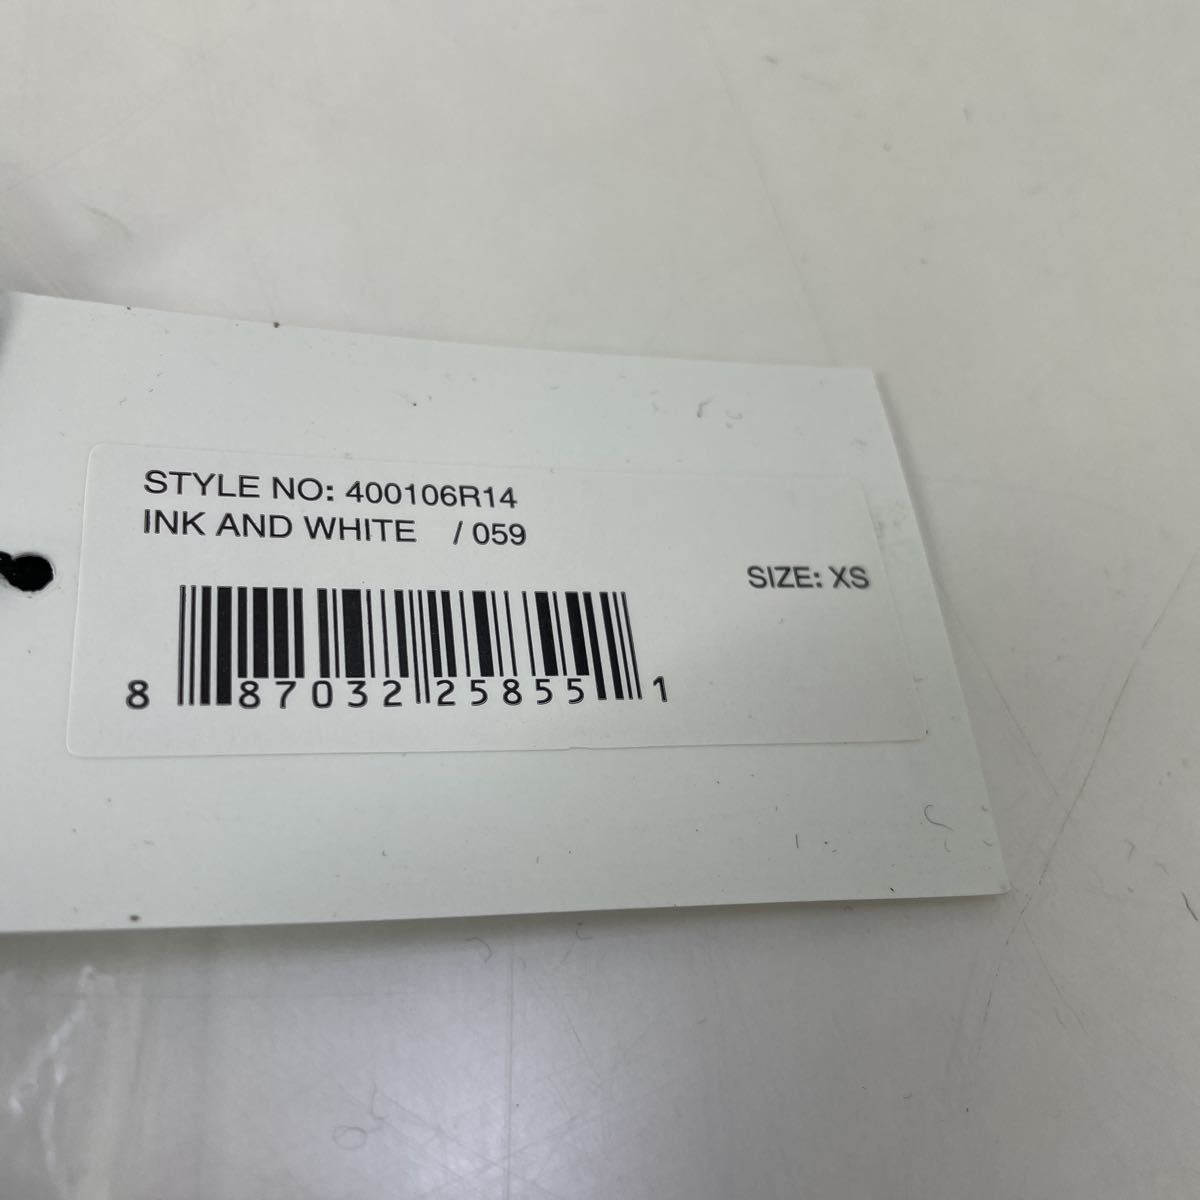 STYLE NO: 400106R14
INK AND WHITE / 059
SIZE: XS
8 87032 25855 1